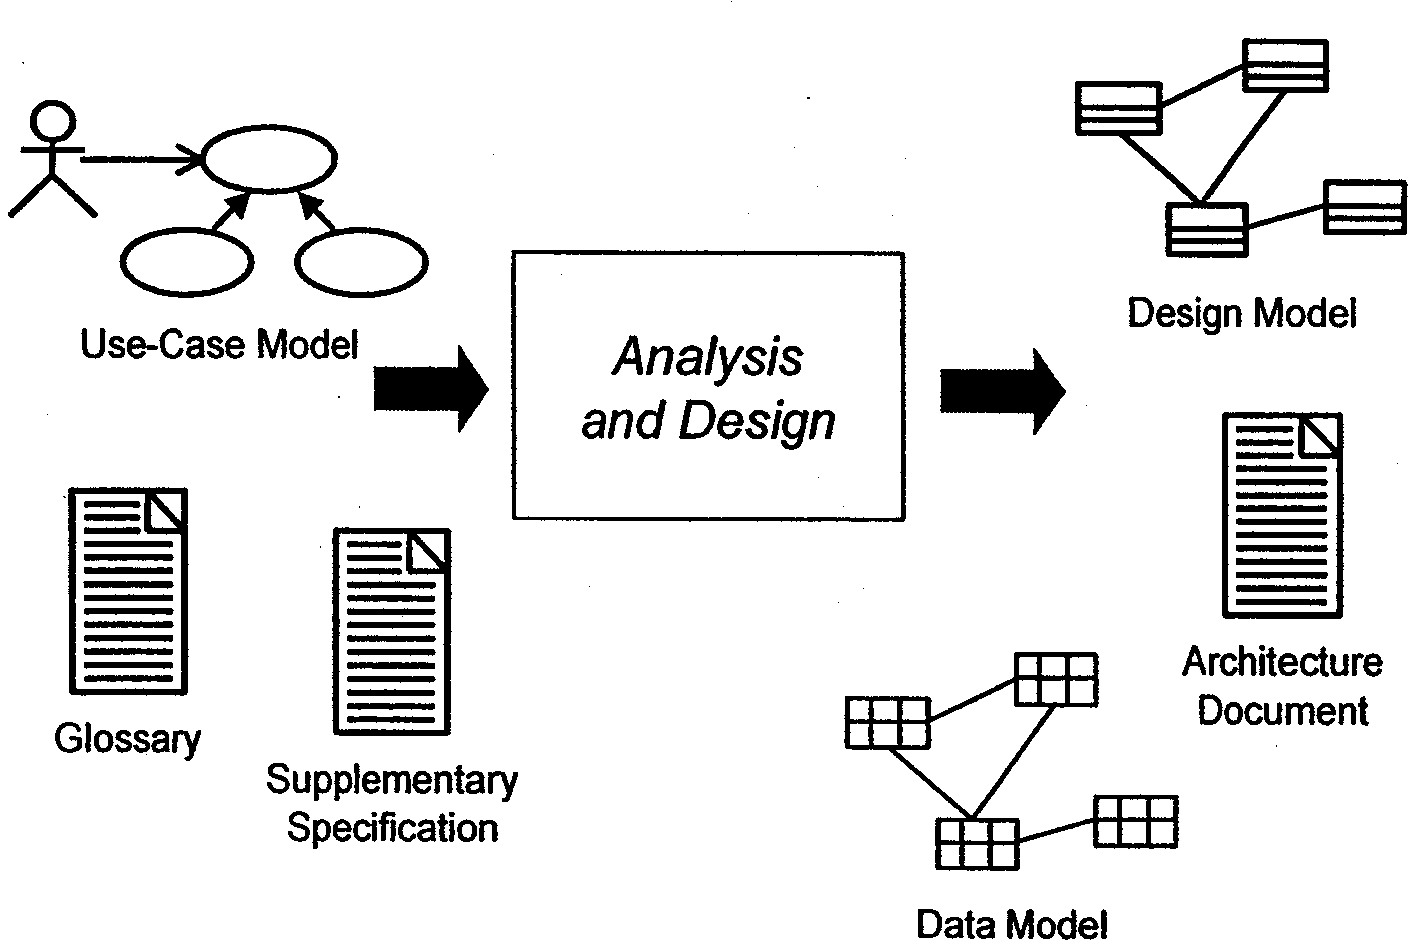 Use-Case Model
Glossary
Supplementary
Specification
Analysis
and Design
Design Model
Architecture
Document
Data Model